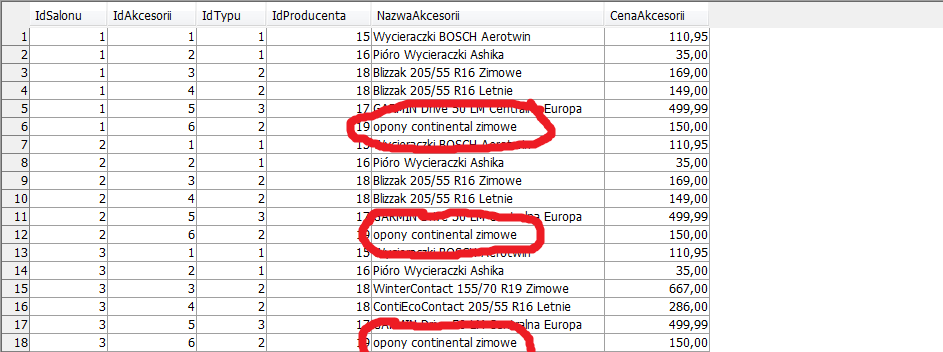 IdSalonu IdAkcesorii IdTypu IdProducenta NazwaAkcesorii CenaAkcesorii
1 1 1 1 15 Wycieraczki BOSCH Aerotwin 110,95
2 1 2 1 16 Pióro Wycieraczki Ashika 35,00
3 1 3 2 18 Blizzak 205/55 R16 Zimowe 169,00
4 1 4 2 18 Blizzak 205/55 R16 Letnie 149,00
5 1 5 3 17 GARMIN Drive 50 LM Centralna Europa 499,99
6 1 6 2 19 opony continental zimowe 150,00
7 2 1 1 15 Wycieraczki BOSCH Aerotwin 110,95
8 2 2 1 16 Pióro Wycieraczki Ashika 35,00
9 2 3 2 18 Blizzak 205/55 R16 Zimowe 169,00
10 2 4 2 18 Blizzak 205/55 R16 Letnie 149,00
11 2 5 3 17 GARMIN Drive 50 LM Centralna Europa 499,99
12 2 6 2 19 opony continental zimowe 150,00
13 3 1 1 15 Wycieraczki BOSCH Aerotwin 110,95
14 3 2 1 16 Pióro Wycieraczki Ashika 35,00
15 3 3 2 18 WinterContact 155/70 R19 Zimowe 667,00
16 3 4 2 18 ContiEcoContact 205/55 R16 Letnie 286,00
17 3 5 3 17 GARMIN Drive LM Centralna Europa 499,99
18 3 6 2 19 opony continental zimowe 150,00